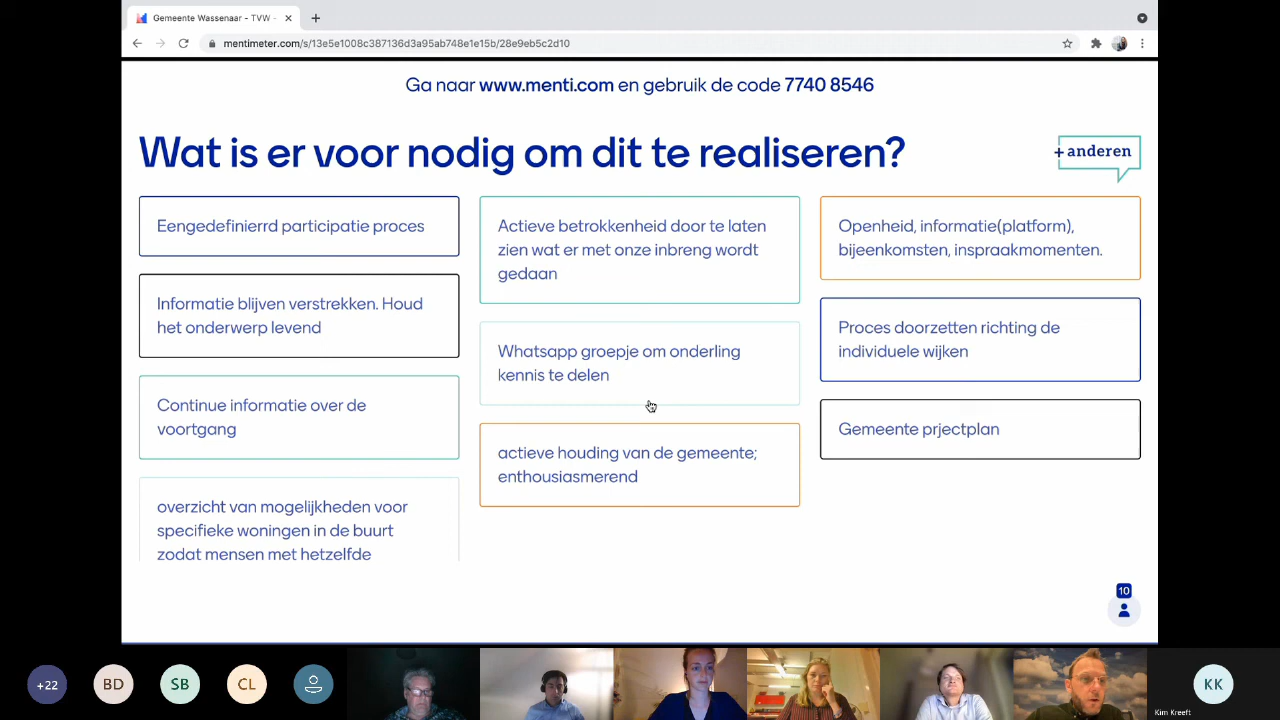 Gemeente Wassenaar - TVW -
mentimeter.com/s/13e5e1008c387136d3a95ab748e1e15b/28e9eb5c2d10
Ga naar www.menti.com en gebruik de code 7740 8546
Wat is er voor nodig om dit te realiseren?
+anderen
Eengedefinierrd participatie proces
Informatie blijven verstrekken. Houd
het onderwerp levend
Continue informatie over de
voortgang
overzicht van mogelijkheden voor
specifieke woningen in de buurt
zodat mensen met hetzelfde
Actieve betrokkenheid door te laten
zien wat er met onze inbreng wordt
gedaan
Whatsapp groepje om onderling
kennis te delen
actieve houding van de gemeente;
enthousiasmerend
Openheid, informatie(platform),
bijeenkomsten, inspraakmomenten.
Proces doorzetten richting de
individuele wijken
Gemeente prjectplan
10
+22
BD
SB
CL
KK
Kim Kreeft